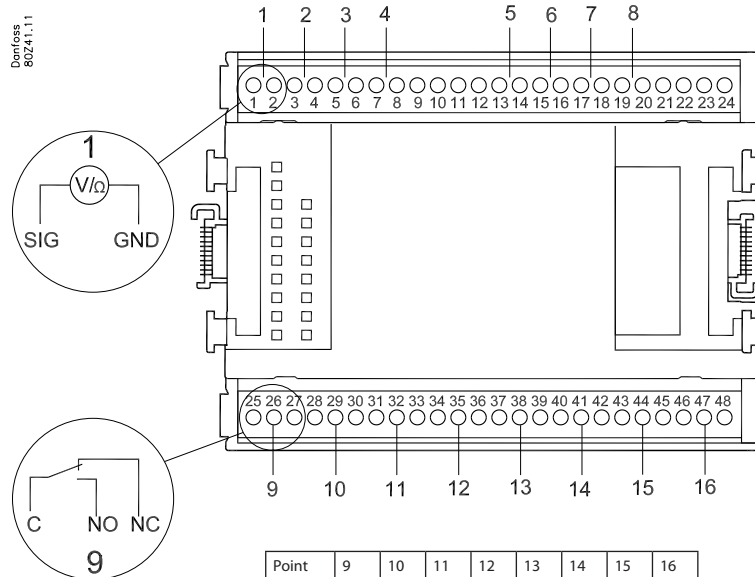 Danfoss
80Z41.11
1 2 3 4 5 6 7 8
1 2 3 4 5 6 7 8 9 10 11 12 13 14 15 16 17 18 19 20 21 22 23 24
1
V/Ω
SIG GND
25 26 27 28 29 30 31 32 33 34 35 36 37 38 39 40 41 42 43 44 45 46 47 48
9 10 11 12 13 14 15 16
C NO NC
9
Point 9 10 11 12 13 14 15 16